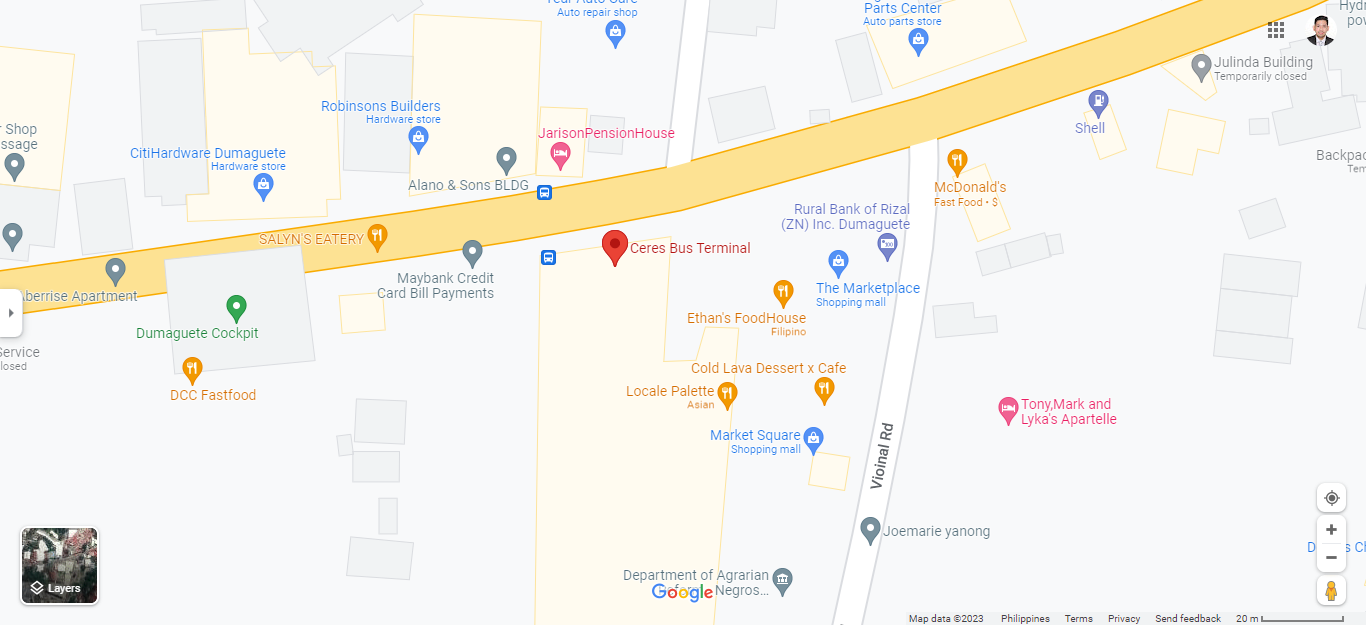 Your Auto Care
Auto repair shop
Parts Center
Auto parts store
Julinda Building
Temporarily closed
Robinsons Builders
Hardware store
Shell
r Shop
ssage
JarisonPensionHouse
CitiHardware Dumaguete
Hardware store
Alano & Sons BLDG
McDonald's
Fast Food • $
Rural Bank of Rizal
(ZN) Inc. Dumaguete
SALYN'S EATERY
Ceres Bus Terminal
Maybank Credit
Card Bill Payments
Aberrise Apartment
The Marketplace
Shopping mall
Ethan's FoodHouse
Filipino
Dumaguete Cockpit
Service
losed
Cold Lava Dessert x Cafe
DCC Fastfood
Locale Palette
Asian
Tony,Mark and
Lyka's Apartelle
Market Square
Shopping mall
Vioinal Rd
Joemarie yanong
Department of Agrarian
Negros...
Layers
Google
Map data ©2023 Philippines Terms Privacy Send feedback 20 m